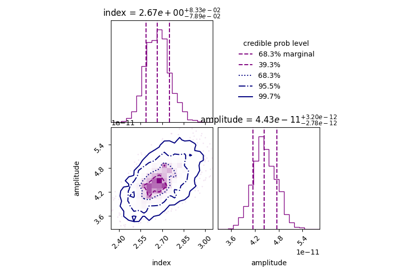 index = 2.67e+00 +8.33e−02 −7.89e−02
credible prob level
68.3% marginal
39.3%
68.3%
95.5%
99.7%
1e−11
amplitude = 4.43e−11 +3.20e−12 −2.78e−12
5.4
4.8
4.2
3.6
amplitude
2.40
2.55
2.70
2.85
3.00
index
3.6
4.2
4.8
5.4
1e−11
amplitude